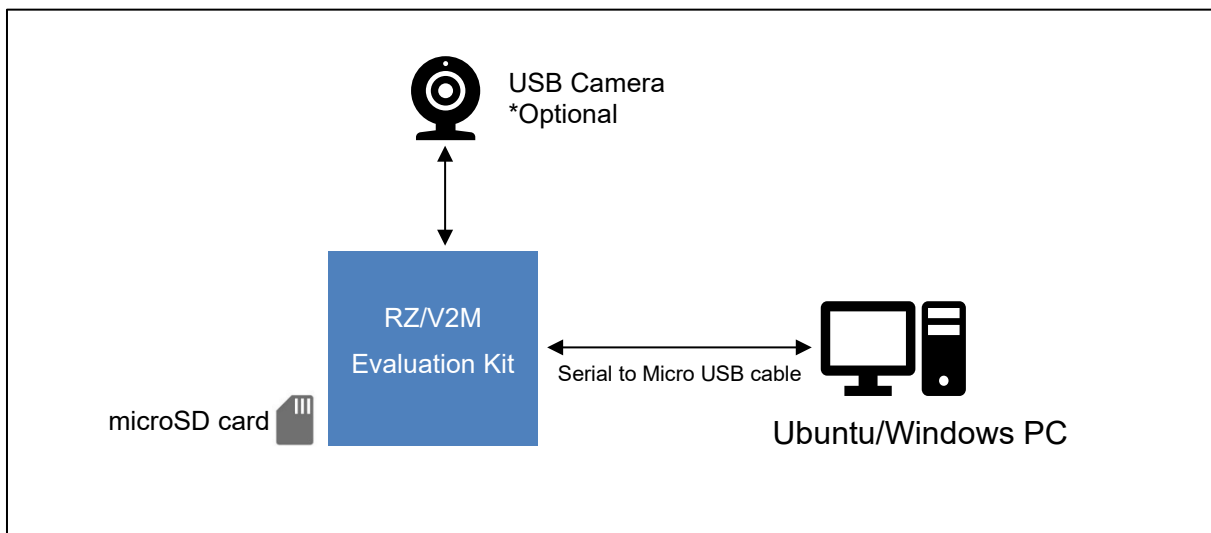 USB Camera
*Optional
RZ/V2M
Evaluation Kit
Serial to Micro USB cable
microSD card
Ubuntu/Windows PC